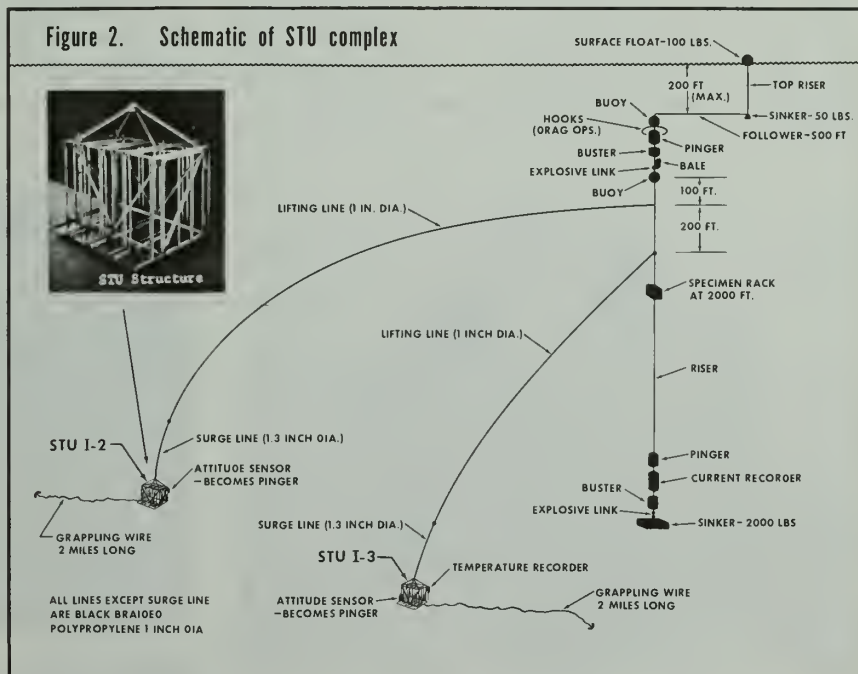 Figure 2. Schematic of STU complex
SURFACE FLOAT-100 LBS.
200 FT
(MAX.)
TOP RISER
BUOY
SINKER-50 LBS.
HOOKS
(DRAG OPS.)
FOLLOWER-500 FT
PINGER
BUSTER
BALE
EXPLOSIVE LINK
BUOY
100 FT.
LIFTING LINE (1 IN. DIA.)
200 FT.
STU Structure
SPECIMEN RACK
AT 2000 FT.
LIFTING LINE (1 INCH DIA.)
RISER
SURGE LINE (1.3 INCH DIA.)
STU I-2
ATTITUDE SENSOR
-BECOMES PINGER
PINGER
CURRENT RECORDER
BUSTER
EXPLOSIVE LINK
SINKER-2000 LBS
GRAPPLING WIRE
2 MILES LONG
SURGE LINE (1.3 INCH DIA.)
STU I-3
TEMPERATURE RECORDER
ATTITUDE SENSOR
-BECOMES PINGER
GRAPPLING WIRE
2 MILES LONG
ALL LINES EXCEPT SURGE LINE
ARE BLACK BRAIDED
POLYPROPYLENE 1 INCH DIA